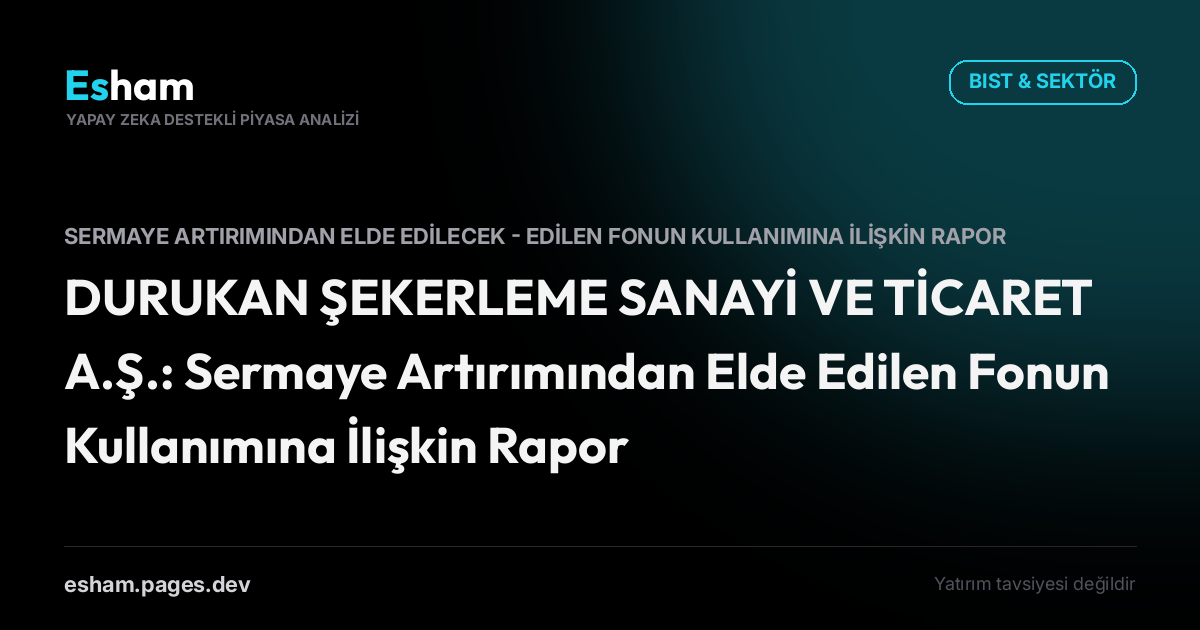 Esham
YAPAY ZEKA DESTEKLİ PİYASA ANALİZİ
BIST & SEKTÖR
SERMAYE ARTIRIMINDAN ELDE EDİLECEK - EDİLEN FONUN KULLANIMINA İLİŞKİN RAPOR
DURUKAN ŞEKERLEME SANAYİ VE TİCARET
A.Ş.: Sermaye Artırımından Elde Edilen Fonun
Kullanımına İlişkin Rapor
esham.pages.dev
Yatırım tavsiyesi değildir